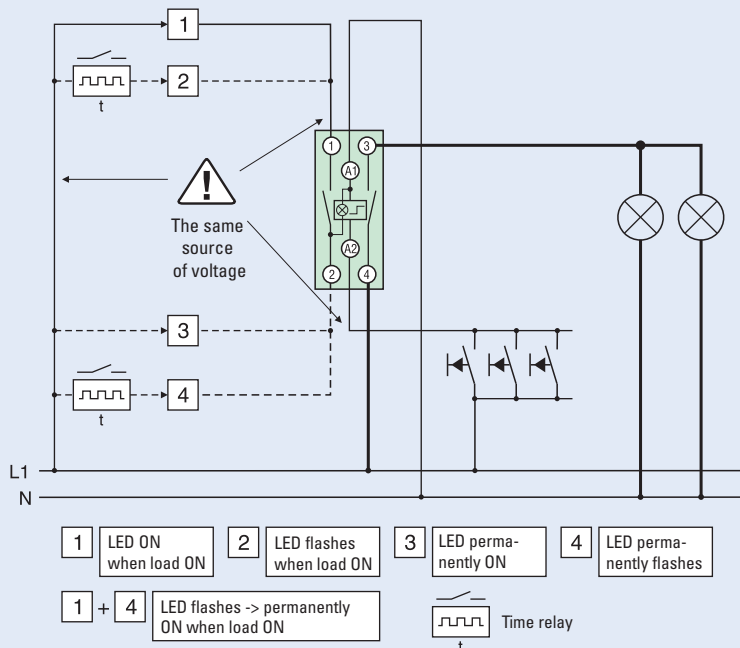 1
2
t
1
3
A1
!
The same
source
of voltage
A2
2
4
3
4
t
L1
N
1 LED ON
when load ON
2 LED flashes
when load ON
3 LED perma-
nently ON
4 LED perma-
nently flashes
1 + 4 LED flashes -> permanently
ON when load ON
Time relay
t